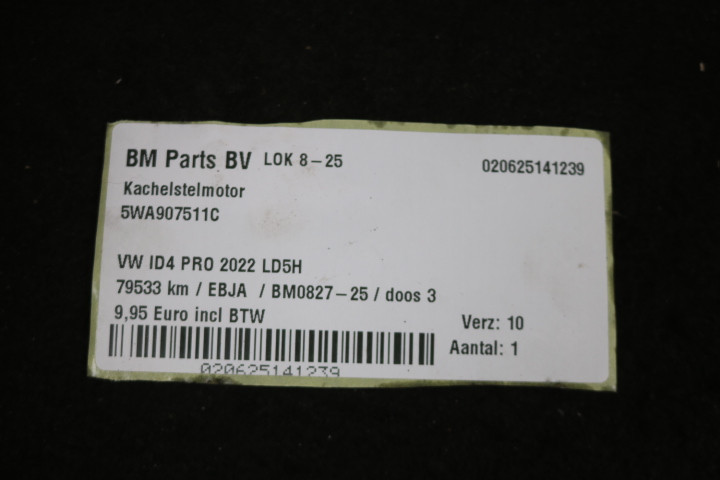 BM Parts BV LOK 8-25 020625141239
Kachelstelmotor
5WA907511C
VW ID4 PRO 2022 LD5H
79533 km / EBJA / BM0827-25 / doos 3
9,95 Euro incl BTW
Verz: 10
Aantal: 1
020625141239